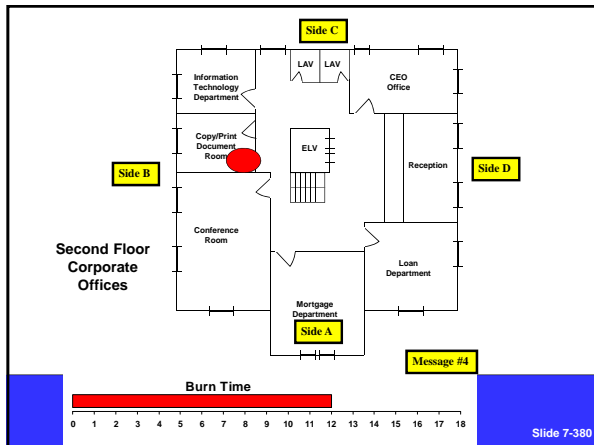 Side C
LAV LAV
Information
Technology
Department
CEO
Office
Copy/Print
Document
Room
ELV
Side B
Reception
Side D
Conference
Room
Second Floor
Corporate
Offices
Loan
Department
Mortgage
Department
Side A
Message #4
Burn Time
0 1 2 3 4 5 6 7 8 9 10 11 12 13 14 15 16 17 18
Slide 7-380